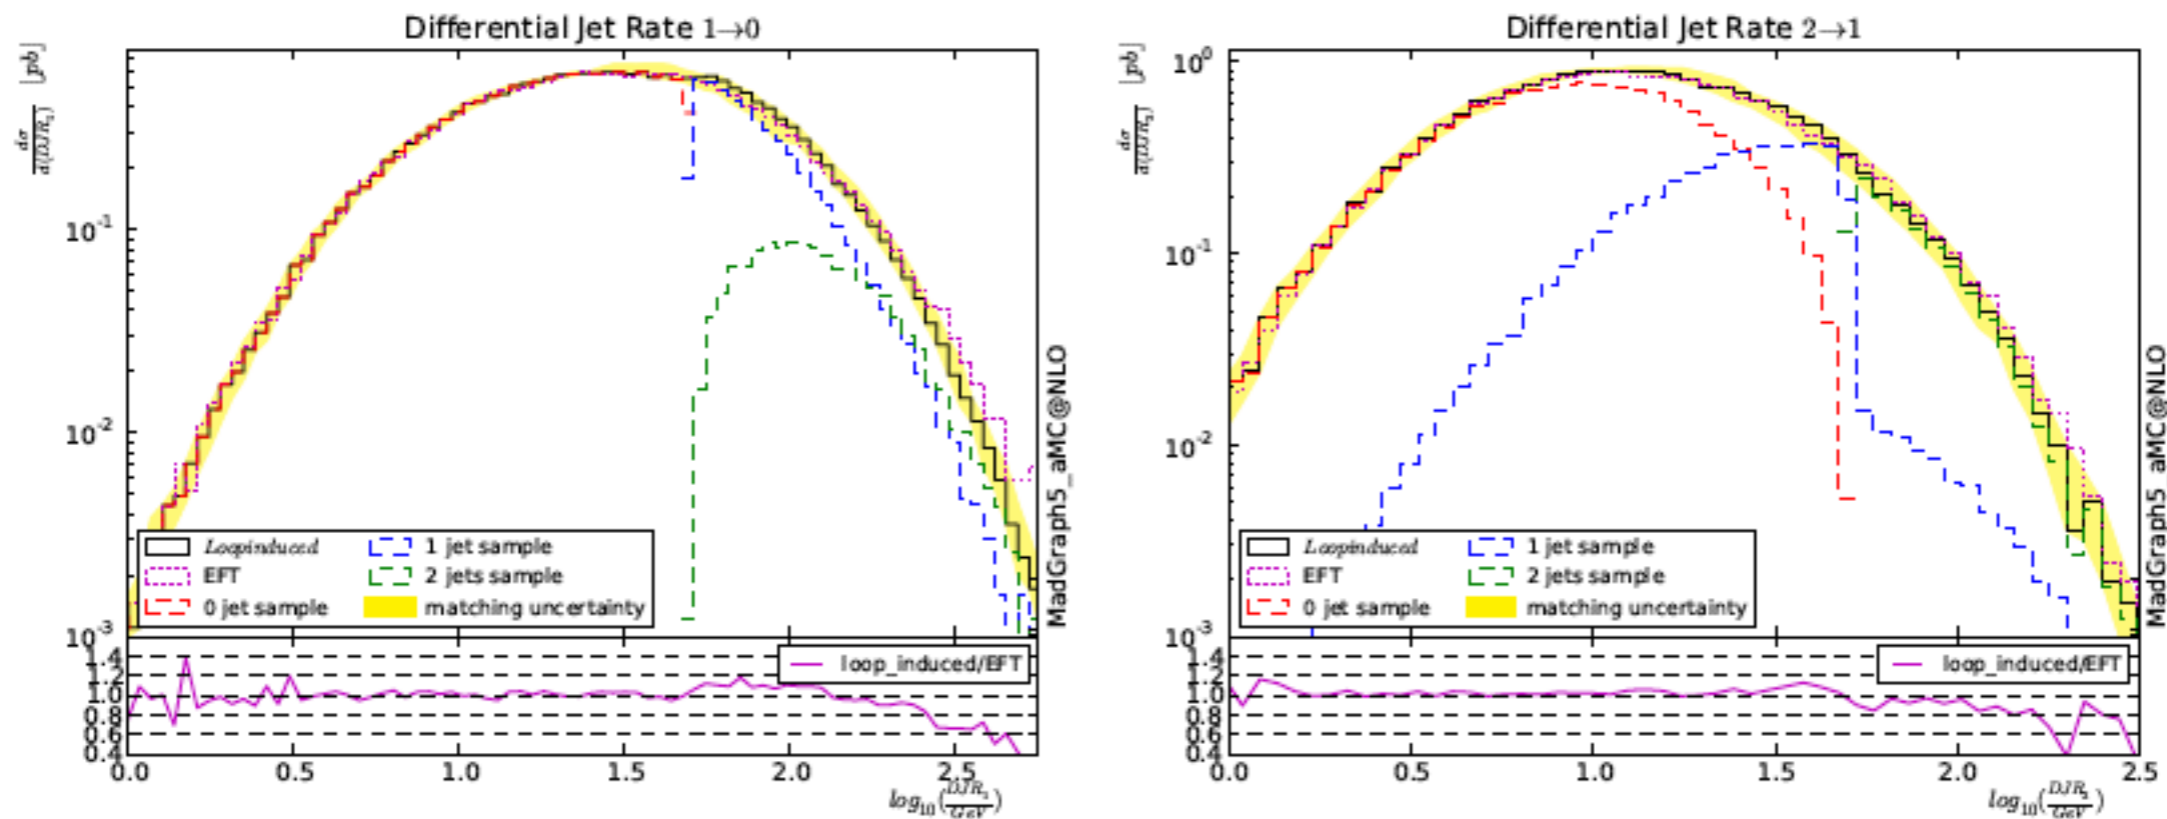 Differential Jet Rate 1→0
dσ/d(DJR₁) [pb]
10⁻¹
10⁻²
10⁻³
Loopinduced
EFT
0 jet sample
1 jet sample
2 jets sample
matching uncertainty
MadGraph5_aMC@NLO
1.4
1.2
1.0
0.8
0.6
0.4
loop_induced/EFT
0.0 0.5 1.0 1.5 2.0 2.5
log₁₀(DJR₁/GeV)
Differential Jet Rate 2→1
dσ/d(DJR₂) [pb]
10⁰
10⁻¹
10⁻²
10⁻³
Loopinduced
EFT
0 jet sample
1 jet sample
2 jets sample
matching uncertainty
MadGraph5_aMC@NLO
1.4
1.2
1.0
0.8
0.6
0.4
loop_induced/EFT
0.0 0.5 1.0 1.5 2.0 2.5
log₁₀(DJR₂/GeV)